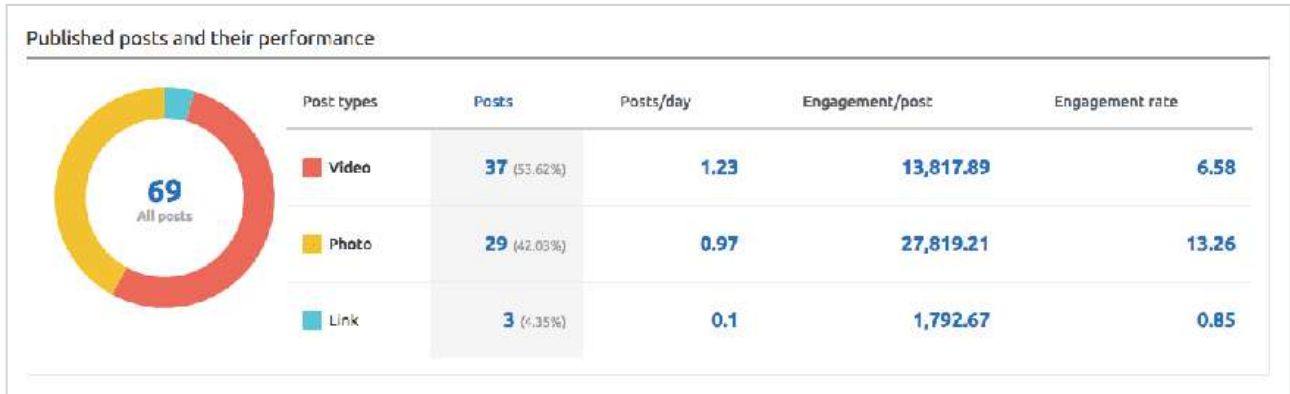 Published posts and their performance
Post types Posts Posts/day Engagement/post Engagement rate
Video 37 (53.62%) 1.23 13,817.89 6.58
69
All posts
Photo 29 (42.03%) 0.97 27,819.21 13.26
Link 3 (4.35%) 0.1 1,792.67 0.85